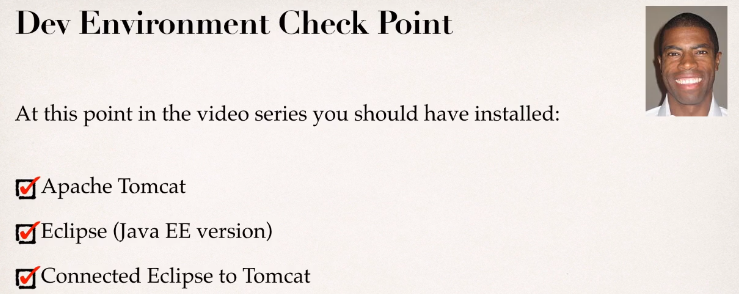 Dev Environment Check Point
At this point in the video series you should have installed:
Apache Tomcat
Eclipse (Java EE version)
Connected Eclipse to Tomcat